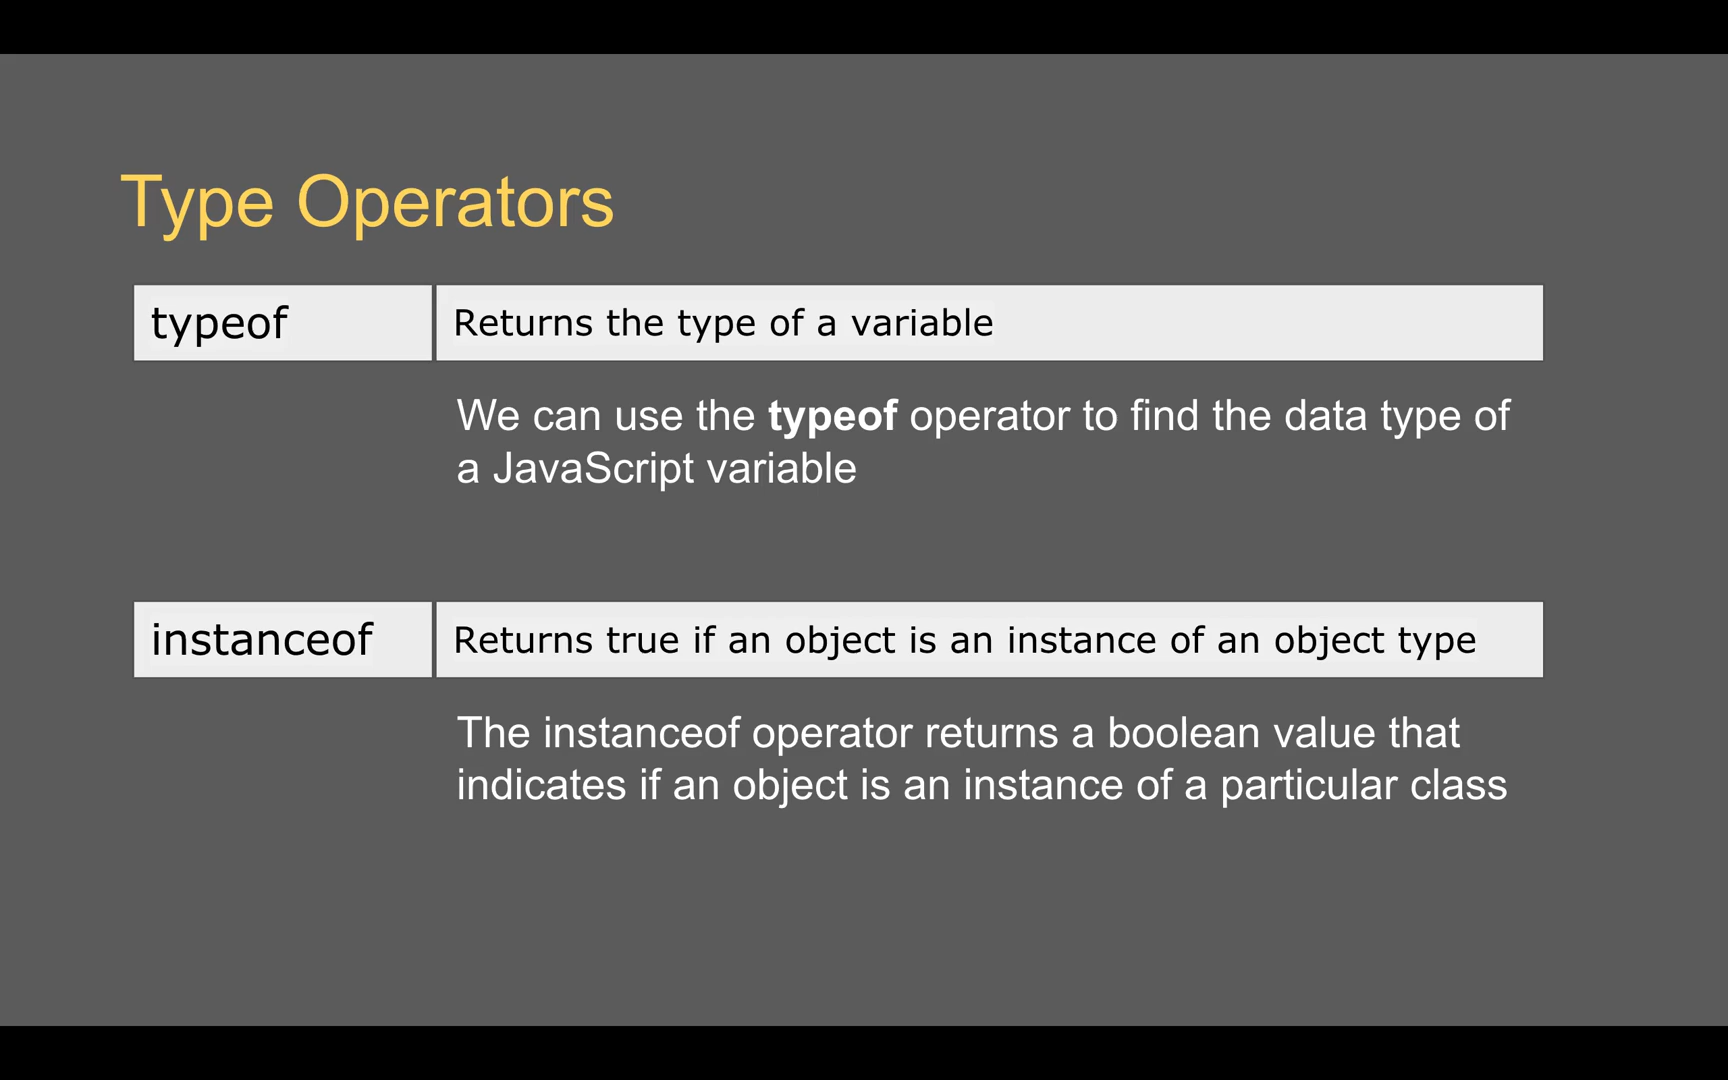 Type Operators
typeof
Returns the type of a variable
We can use the typeof operator to find the data type of
a JavaScript variable
instanceof
Returns true if an object is an instance of an object type
The instanceof operator returns a boolean value that
indicates if an object is an instance of a particular class